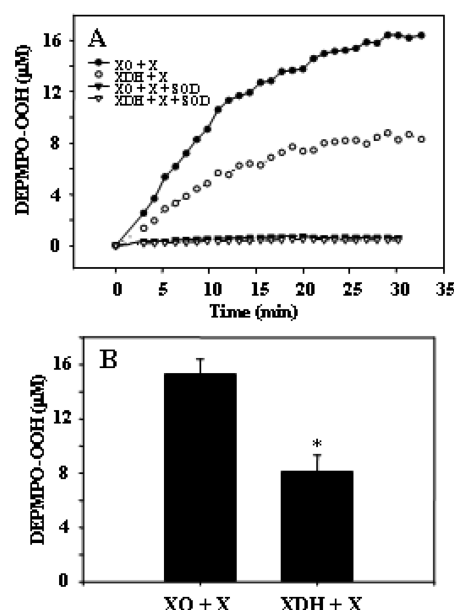 A
XO + X
XDH + X
XO + X + SOD
XDH + X + SOD
DEPMPO-OOH (μM)
16
12
8
4
0
0 5 10 15 20 25 30 35
Time (min)
B
DEPMPO-OOH (μM)
16
12
8
4
0
*
XO + X XDH + X